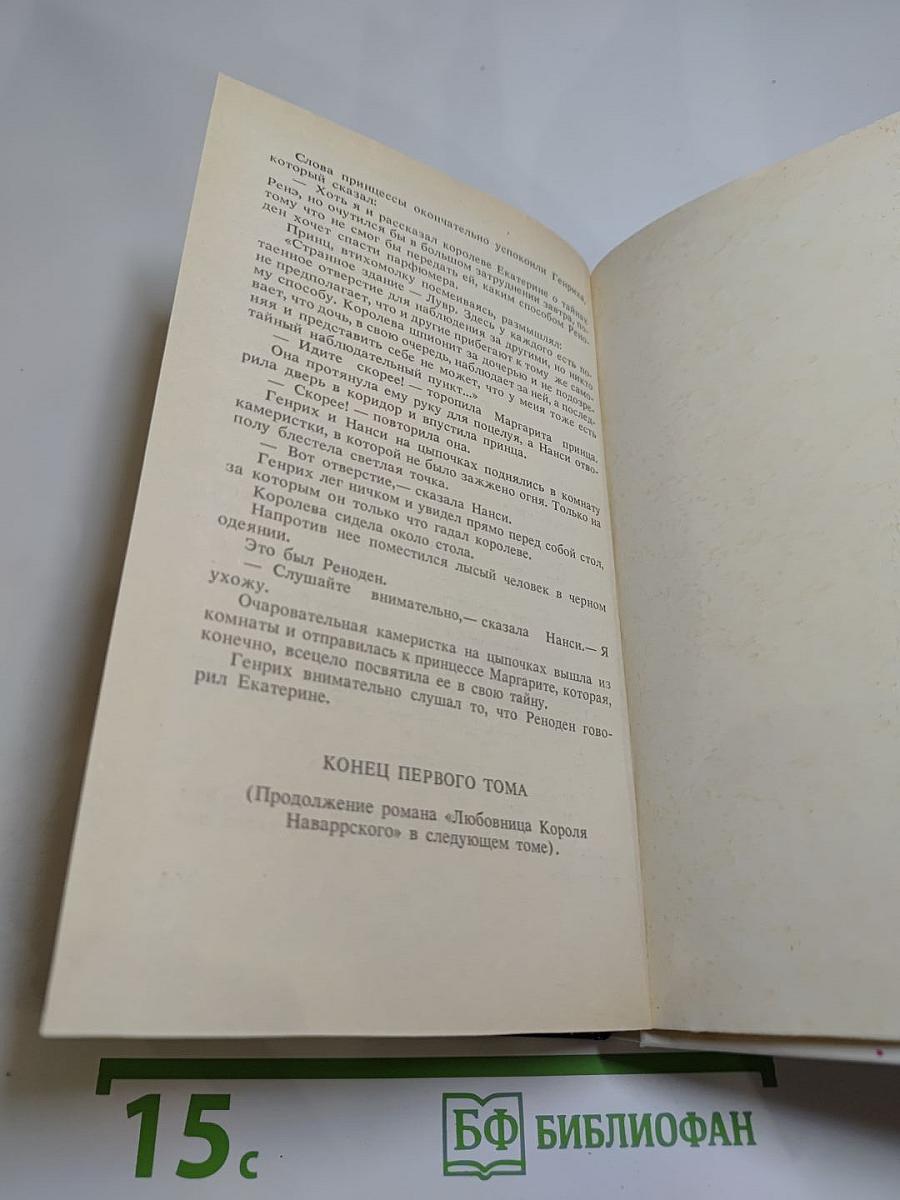 Слова принцессы окончательно успокоили Генриха,
который сказал:
— Хоть я и рассказал королеве Екатерине о тайнах
Ренэ, но очутился бы в большом затруднении завтра, по-
тому что не смог бы передать ей, каким способом Рено-
ден хочет спасти парфюмера.
Принц, втихомолку посмеиваясь, размышлял:
«Странное здание — Лувр. Здесь у каждого есть по-
таенное отверстие для наблюдения за другими, но никто
не предполагает, что и другие прибегают к тому же само-
му способу. Королева шпионит за дочерью и не подозре-
вает, что дочь, в свою очередь, наблюдает за ней, а послед-
няя и представить себе не может, что у меня тоже есть
тайный наблюдательный пункт...»
— Идите скорее! — торопила Маргарита принца.
Она протянула ему руку для поцелуя, а Нанси отво-
рила дверь в коридор и впустила принца.
— Скорее! — повторила она.
Генрих и Нанси на цыпочках поднялись в комнату
камеристки, в которой не было зажжено огня. Только на
полу блестела светлая точка.
— Вот отверстие,— сказала Нанси.
Генрих лег ничком и увидел прямо перед собой стол,
за которым он только что гадал королеве.
Королева сидела около стола.
Напротив нее поместился лысый человек в черном
одеянии.
Это был Реноден.
— Слушайте внимательно,— сказала Нанси.— Я
ухожу.
Очаровательная камеристка на цыпочках вышла из
комнаты и отправилась к принцессе Маргарите, которая,
конечно, всецело посвятила ее в свою тайну.
Генрих внимательно слушал то, что Реноден гово-
рил Екатерине.
КОНЕЦ ПЕРВОГО ТОМА
(Продолжение романа «Любовница Короля
Наваррского» в следующем томе).
15 с
БФ БИБЛИОФАН